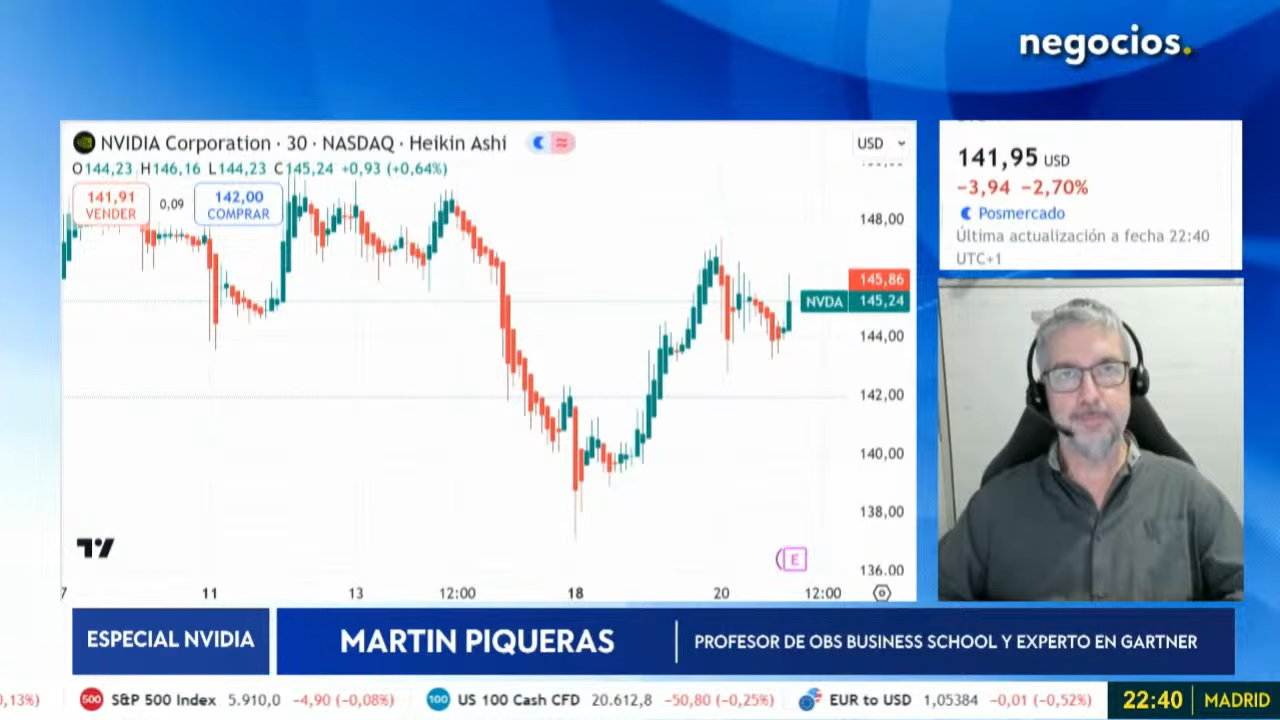 negocios.
NVIDIA Corporation · 30 · NASDAQ · Heikin Ashi
USD
O144,23 H146,16 L144,23 C145,24 +0,93 (+0,64%)
141,91
VENDER
0,09
142,00
COMPRAR
148,00
145,86
NVDA 145,24
144,00
142,00
140,00
138,00
136.00
E
7 11 13 12:00 18 20 12:00
141,95 USD
−3,94 −2,70%
Posmercado
Última actualización a fecha 22:40
UTC+1
ESPECIAL NVIDIA
MARTIN PIQUERAS
PROFESOR DE OBS BUSINESS SCHOOL Y EXPERTO EN GARTNER
0,13%) 500 S&P 500 Index 5.910,0 −4,90 (−0,08%) 100 US 100 Cash CFD 20.612,8 −50,80 (−0,25%) EUR to USD 1,05384 −0,01 (−0,52%)
22:40 MADRID